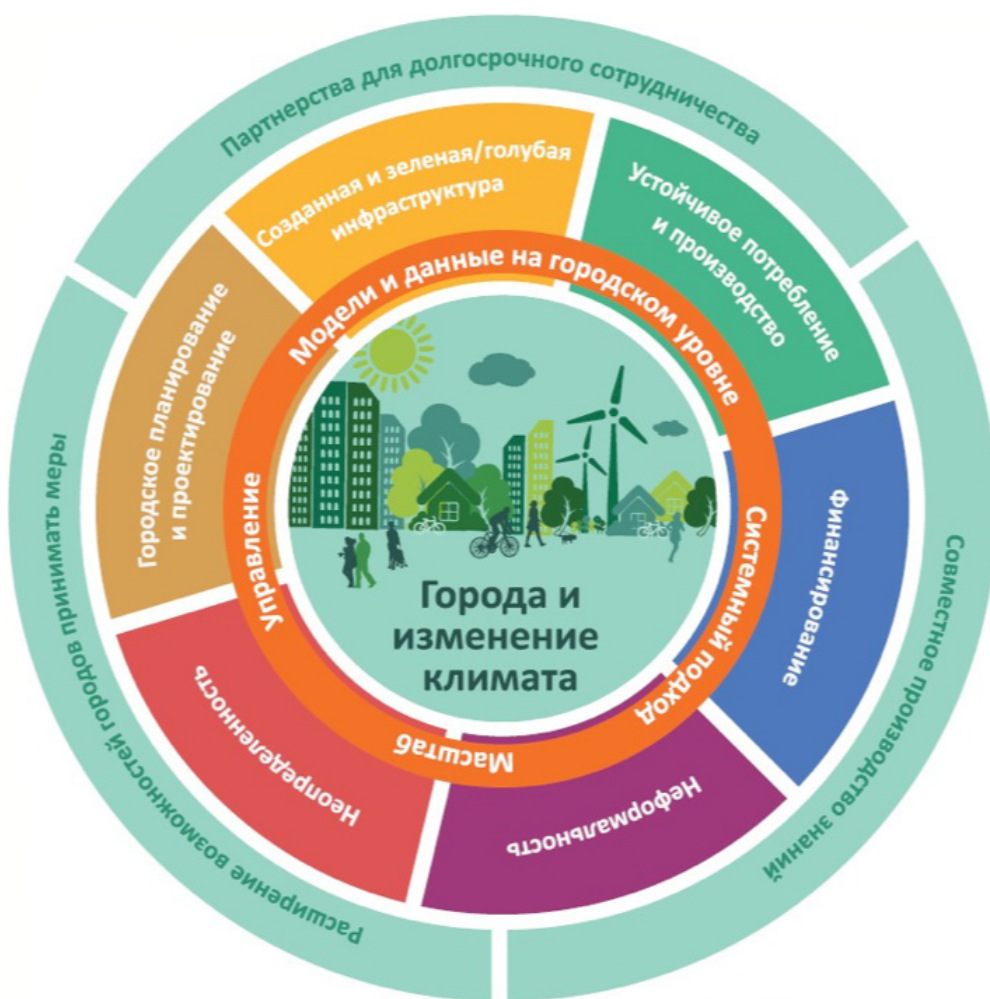 Партнерства для долгосрочного сотрудничества
Совместное производство знаний
Расширение возможностей городов принимать меры
Созданная и зеленая/голубая
инфраструктура
Устойчивое потребление
и производство
Финансирование
Неформальность
Неопределенность
Городское планирование
и проектирование
Модели и данные на городском уровне
Системный подход
Масштаб
Управление
Города и
изменение
климата